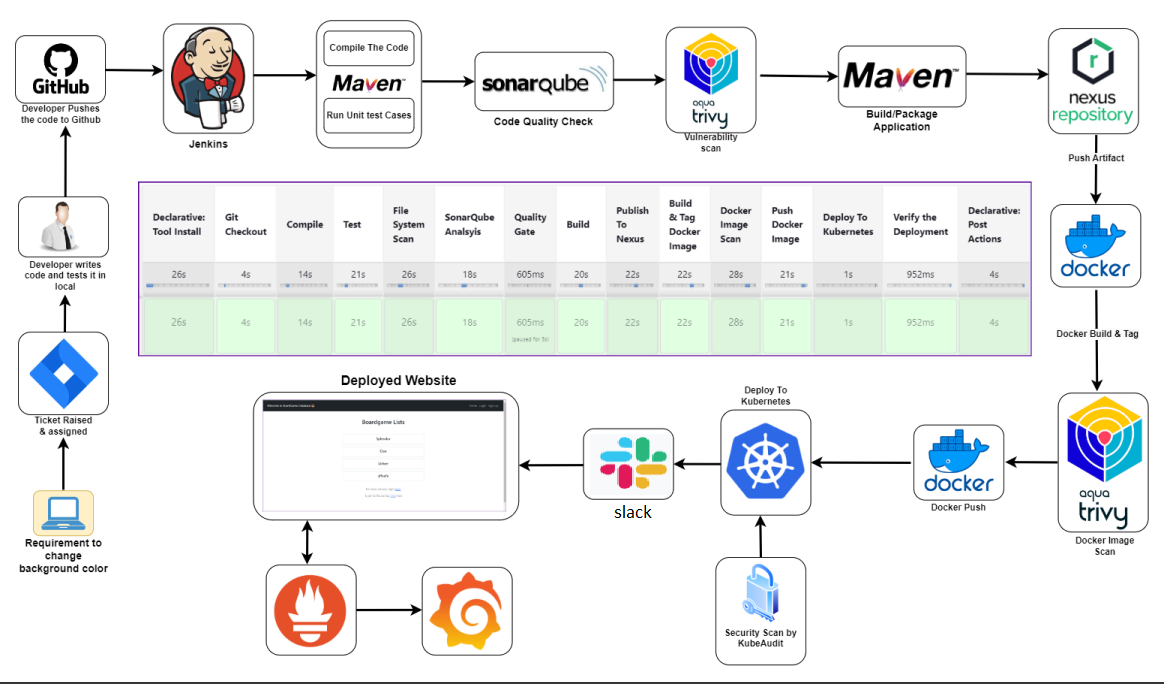 GitHub
Developer Pushes
the code to Github
Jenkins
Compile The Code
Maven™
Run Unit test Cases
sonarqube
Code Quality Check
aqua
trivy
Vulnerability
scan
Maven™
Build/Package
Application
nexus
repository
Push Artifact
docker
Docker Build & Tag
Developer writes
code and tests it in
local
Ticket Raised
& assigned
Requirement to
change
background color
Declarative:
Tool Install
Git
Checkout
Compile
Test
File
System
Scan
SonarQube
Analsyis
Quality
Gate
Build
Publish
To
Nexus
Build
& Tag
Docker
Image
Docker
Image
Scan
Push
Docker
Image
Deploy To
Kubernetes
Verify the
Deployment
Declarative:
Post
Actions
26s 4s 14s 21s 26s 18s 605ms 20s 22s 22s 28s 21s 1s 952ms 4s
26s 4s 14s 21s 26s 18s 605ms 20s 22s 22s 28s 21s 1s 952ms 4s
(paused for 5s)
Deployed Website
Boardgame Lists
slack
Deploy To
Kubernetes
docker
Docker Push
aqua
trivy
Docker Image
Scan
Security Scan by
KubeAudit